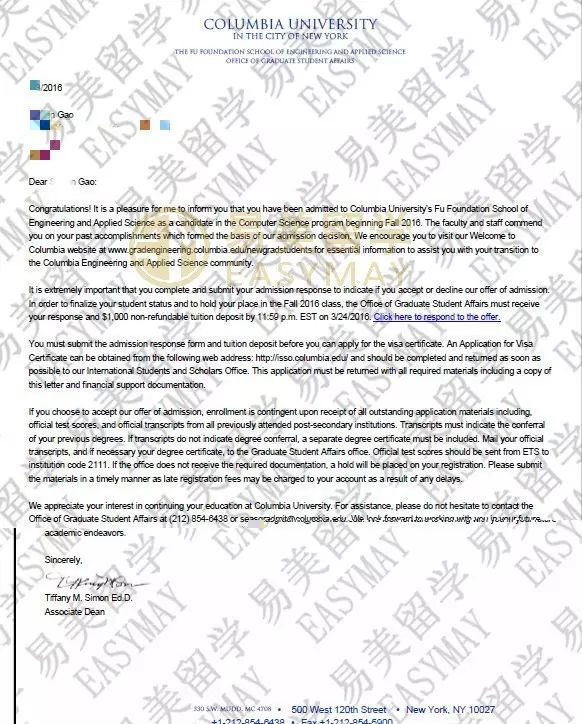 COLUMBIA UNIVERSITY
IN THE CITY OF NEW YORK
THE FU FOUNDATION SCHOOL OF ENGINEERING AND APPLIED SCIENCE
OFFICE OF GRADUATE STUDENT AFFAIRS
/2016
Gao
Dear Gao:
Congratulations! It is a pleasure for me to inform you that you have been admitted to Columbia University's Fu Foundation School of
Engineering and Applied Science as a candidate in the Computer Science program beginning Fall 2016. The faculty and staff commend
you on your past accomplishments which formed the basis of our admission decision. We encourage you to visit our Welcome to
Columbia website at www.gradengineering.columbia.edu/newgradstudents for essential information to assist you with your transition to
the Columbia Engineering and Applied Science community.
It is extremely important that you complete and submit your admission response to indicate if you accept or decline our offer of admission.
In order to finalize your student status and to hold your place in the Fall 2016 class, the Office of Graduate Student Affairs must receive
your response and $1,000 non-refundable tuition deposit by 11:59 p.m. EST on 3/24/2016. Click here to respond to the offer.
You must submit the admission response form and tuition deposit before you can apply for the visa certificate. An Application for Visa
Certificate can be obtained from the following web address: http://isso.columbia.edu/ and should be completed and returned as soon as
possible to our International Students and Scholars Office. This application must be returned with all required materials including a copy of
this letter and financial support documentation.
If you choose to accept our offer of admission, enrollment is contingent upon receipt of all outstanding application materials including,
official test scores, and official transcripts from all previously attended post-secondary institutions. Transcripts must indicate the conferral
of your previous degrees. If transcripts do not indicate degree conferral, a separate degree certificate must be included. Mail your official
transcripts, and if necessary your degree certificate, to the Graduate Student Affairs office. Official test scores should be sent from ETS to
institution code 2111. If the office does not receive the required documentation, a hold will be placed on your registration. Please submit
the materials in a timely manner as late registration fees may be charged to your account as a result of any delays.
We appreciate your interest in continuing your education at Columbia University. For assistance, please do not hesitate to contact the
Office of Graduate Student Affairs at (212) 854-6438 or seasgradmit@columbia.edu. We look forward to working with you in your future
academic endeavors.
Sincerely,
Tiffany M. Simon Ed.D.
Associate Dean
330 S.W. MUDD, MC 4708 • 500 West 120th Street • New York, NY 10027
+1-212-854-6438 • Fax +1-212-854-5900
易美留学
EASYMAY